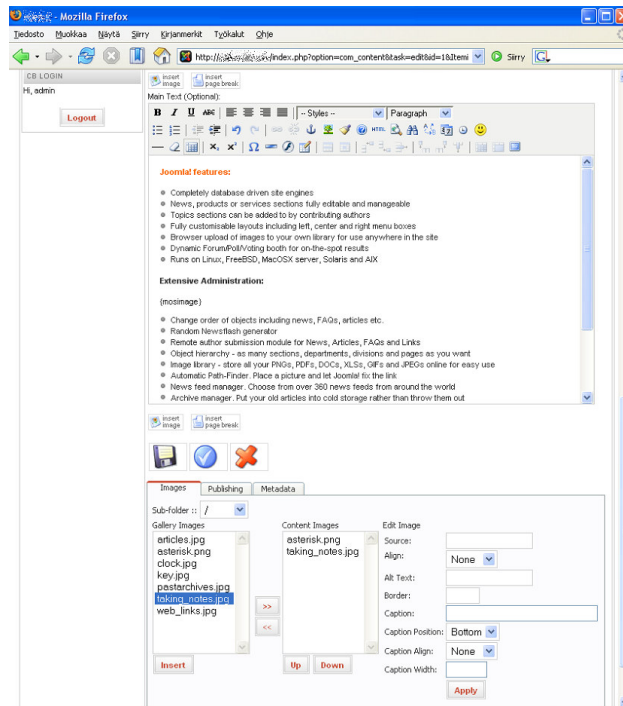 - Mozilla Firefox
Tiedosto Muokkaa Näytä Siirry Kirjanmerkit Työkalut Ohje
http:// /index.php?option=com_content&task=edit&id=18&Itemi Siirry
CB LOGIN
Hi, admin
Logout
insert image insert page break
Main Text (Optional):
B I U ABC -- Styles -- Paragraph
HTML
Joomla! features:
Completely database driven site engines
News, products or services sections fully editable and manageable
Topics sections can be added to by contributing authors
Fully customisable layouts including left, center and right menu boxes
Browser upload of images to your own library for use anywhere in the site
Dynamic Forum/Poll/Voting booth for on-the-spot results
Runs on Linux, FreeBSD, MacOSX server, Solaris and AIX
Extensive Administration:
{mosimage}
Change order of objects including news, FAQs, articles etc.
Random Newsflash generator
Remote author submission module for News, Articles, FAQs and Links
Object hierarchy - as many sections, departments, divisions and pages as you want
Image library - store all your PNGs, PDFs, DOCs, XLSs, GIFs and JPEGs online for easy use
Automatic Path-Finder. Place a picture and let Joomla! fix the link
News feed manager. Choose from over 360 news feeds from around the world
Archive manager. Put your old articles into cold storage rather than throw them out
insert image insert page break
Images Publishing Metadata
Sub-folder :: /
Gallery Images Content Images Edit Image
articles.jpg
asterisk.png
clock.jpg
key.jpg
pastarchives.jpg
taking_notes.jpg
web_links.jpg
>>
<<
Insert
asterisk.png
taking_notes.jpg
Up Down
Source:
Align: None
Alt Text:
Border:
Caption:
Caption Position: Bottom
Caption Align: None
Caption Width:
Apply